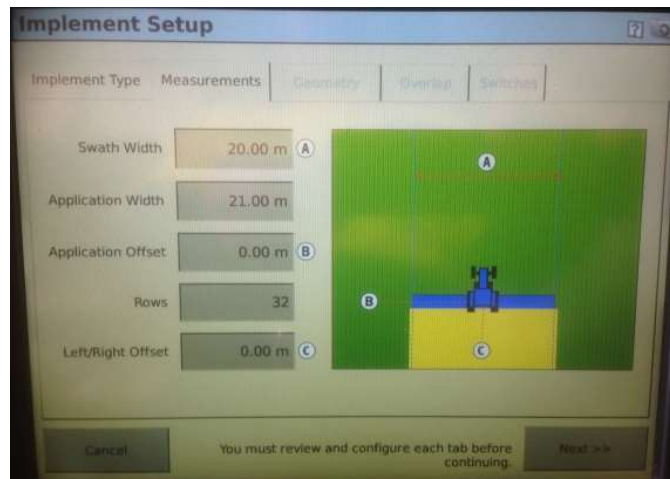 Implement Setup
?
Implement Type Measurements Geometry Overlap Switches
Swath Width 20.00 m A
Application Width 21.00 m
Application Offset 0.00 m B
Rows 32
Left/Right Offset 0.00 m C
A
B
C
Cancel
You must review and configure each tab before
continuing.
Next >>